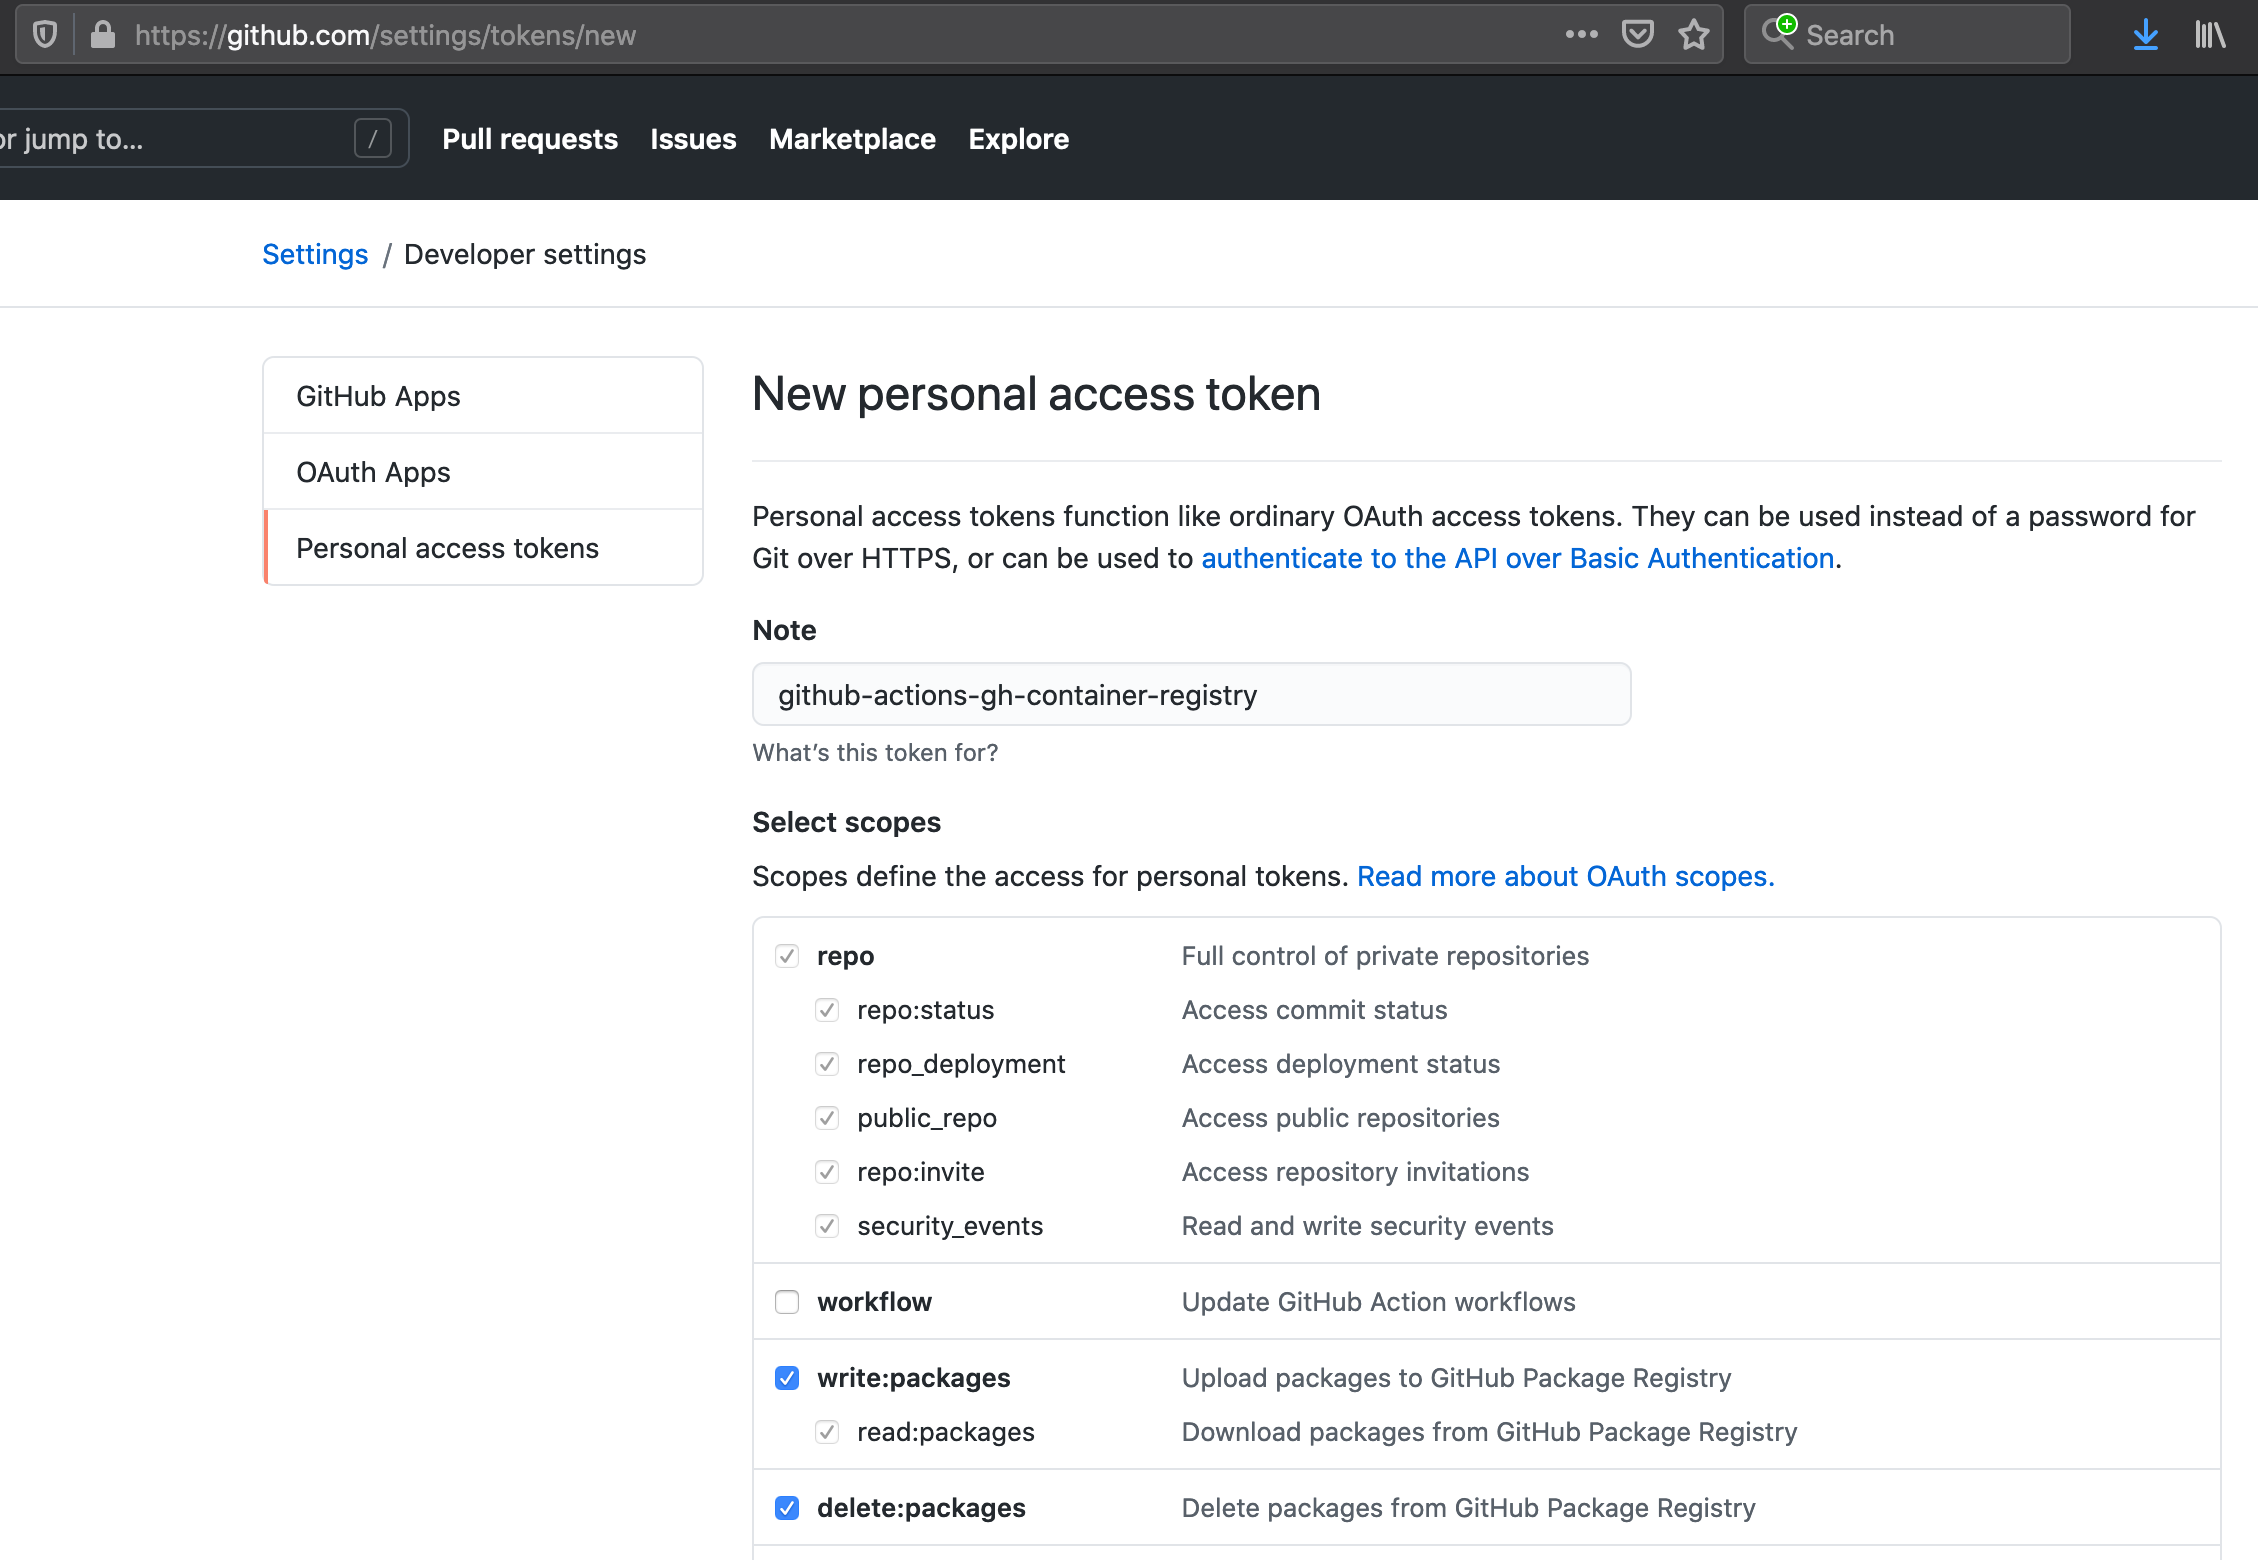 https://github.com/settings/tokens/new
Search
or jump to...
/
Pull requests
Issues
Marketplace
Explore
Settings / Developer settings
GitHub Apps
OAuth Apps
Personal access tokens
New personal access token
Personal access tokens function like ordinary OAuth access tokens. They can be used instead of a password for
Git over HTTPS, or can be used to authenticate to the API over Basic Authentication.
Note
github-actions-gh-container-registry
What's this token for?
Select scopes
Scopes define the access for personal tokens. Read more about OAuth scopes.
repo Full control of private repositories
repo:status Access commit status
repo_deployment Access deployment status
public_repo Access public repositories
repo:invite Access repository invitations
security_events Read and write security events
workflow Update GitHub Action workflows
write:packages Upload packages to GitHub Package Registry
read:packages Download packages from GitHub Package Registry
delete:packages Delete packages from GitHub Package Registry